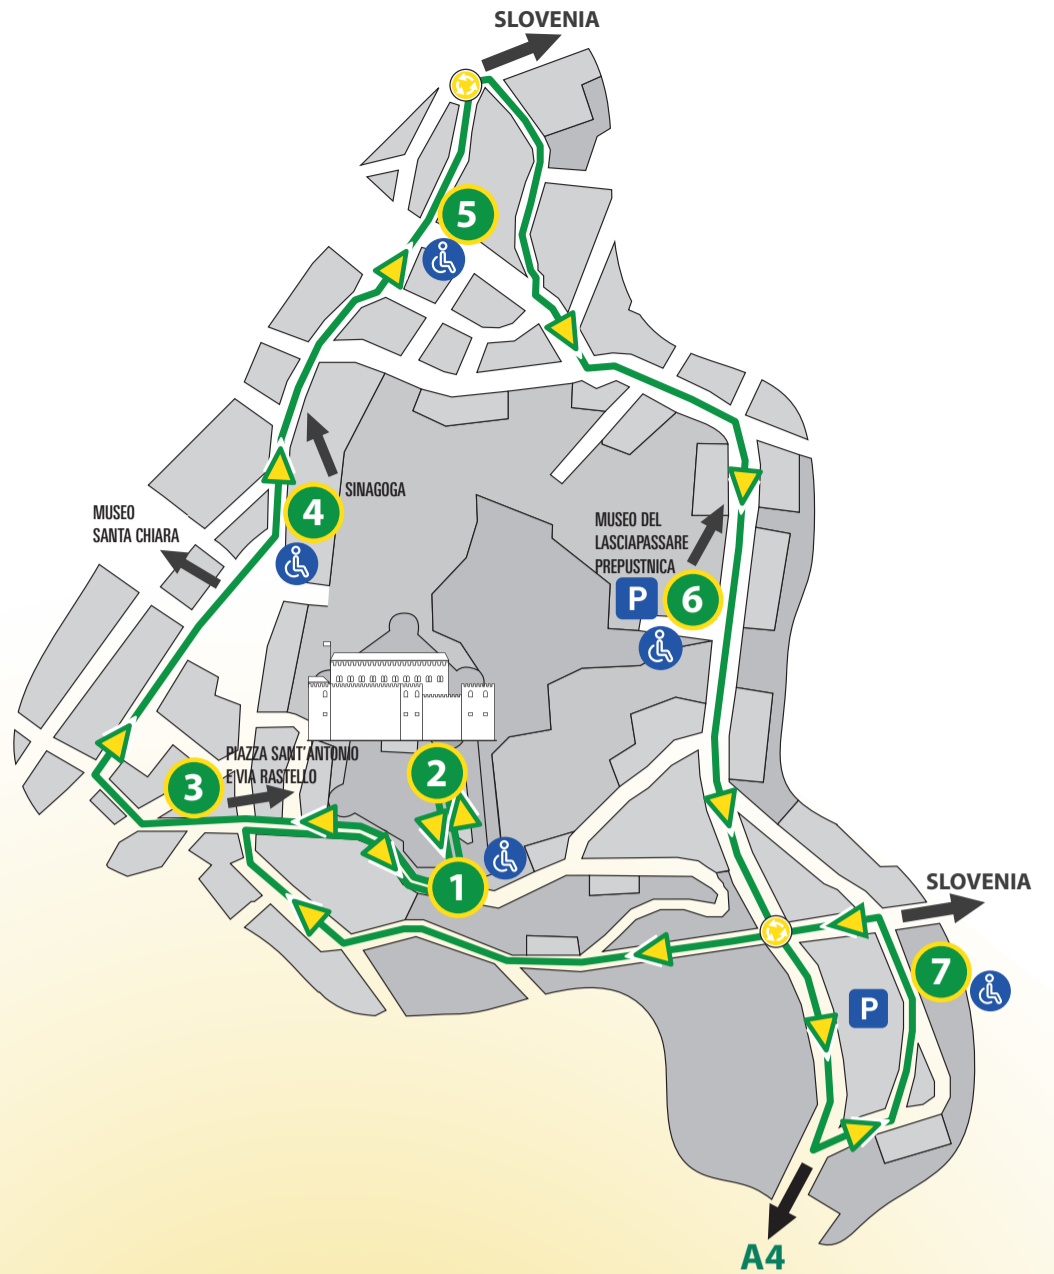 SLOVENIA
5
4
SINAGOGA
MUSEO
SANTA CHIARA
MUSEO DEL
LASCIAPASSARE
PREPUSTNICA
P
6
PIAZZA SANT'ANTONIO
E VIA RASTELLO
3
2
1
SLOVENIA
7
P
A4